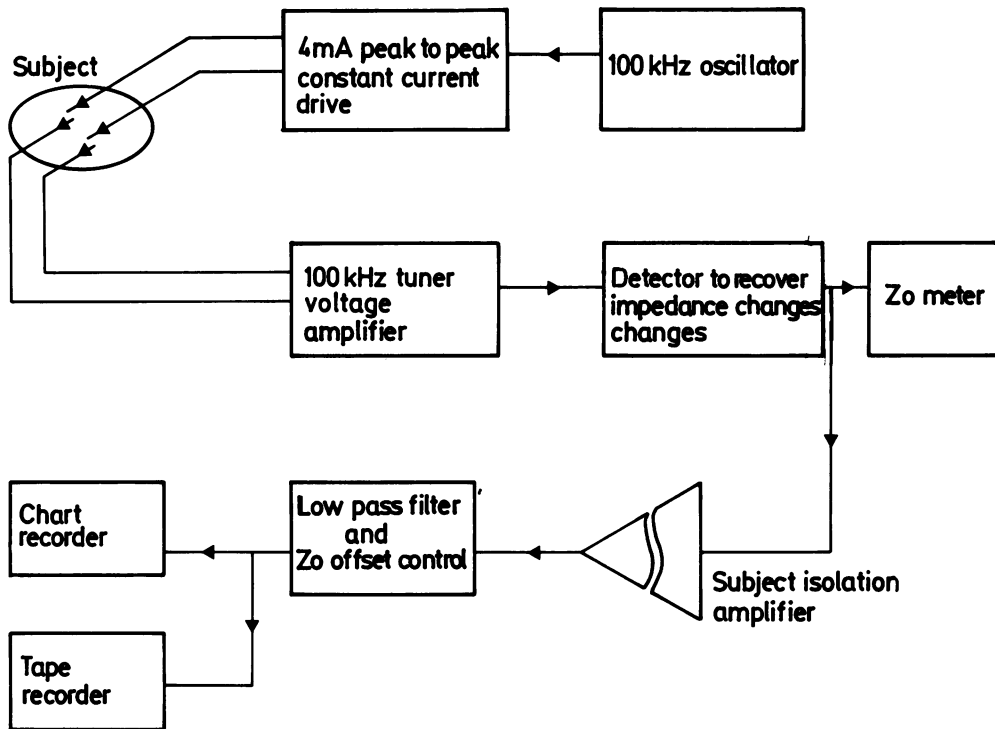 Subject
4mA peak to peak
constant current
drive
100 kHz oscillator
100 kHz tuner
voltage
amplifier
Detector to recover
impedance changes
changes
Zo meter
Chart
recorder
Low pass filter
and
Zo offset control
Subject isolation
amplifier
Tape
recorder